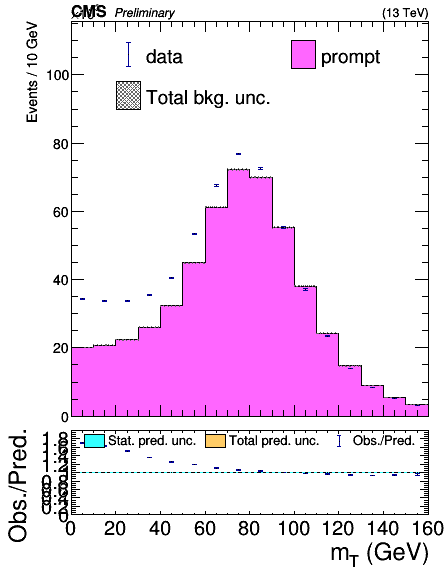 CMS Preliminary (13 TeV)
Events / 10 GeV
data
prompt
Total bkg. unc.
100
80
60
40
20
0
Stat. pred. unc.
Total pred. unc.
Obs./Pred.
Obs./Pred.
1.8
0 20 40 60 80 100 120 140 160
m_T (GeV)